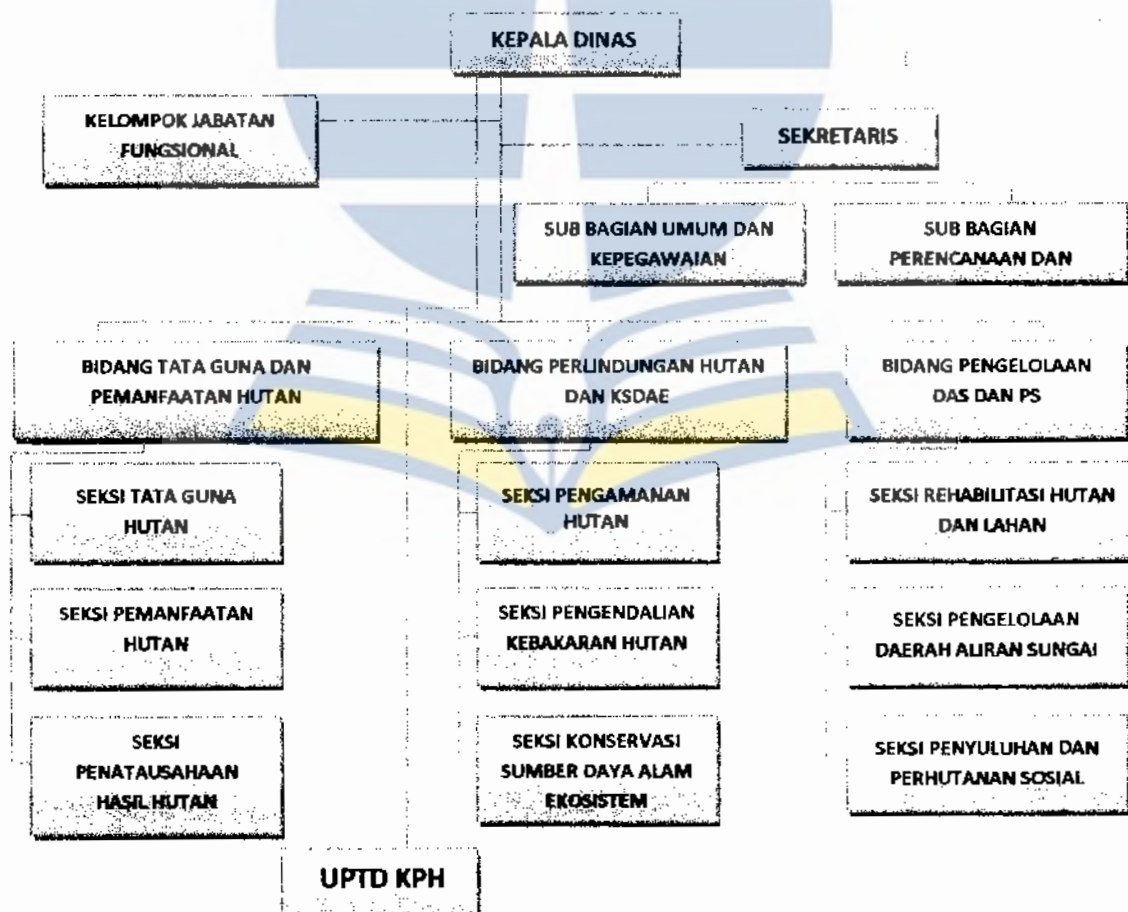 KEPALA DINAS
KELOMPOK JABATAN
FUNGSIONAL
SEKRETARIS
SUB BAGIAN UMUM DAN
KEPEGAWAIAN
SUB BAGIAN
PERENCANAAN DAN
BIDANG TATA GUNA DAN
PEMANFAATAN HUTAN
BIDANG PERLINDUNGAN HUTAN
DAN KSDAE
BIDANG PENGELOLAAN
DAS DAN PS
SEKSI TATA GUNA
HUTAN
SEKSI PENGAMANAN
HUTAN
SEKSI REHABILITASI HUTAN
DAN LAHAN
SEKSI PEMANFAATAN
HUTAN
SEKSI PENGENDALIAN
KEBAKARAN HUTAN
SEKSI PENGELOLAAN
DAERAH ALIRAN SUNGAI
SEKSI
PENATAUSAHAAN
HASIL HUTAN
SEKSI KONSERVASI
SUMBER DAYA ALAM
EKOSISTEM
SEKSI PENYULUHAN DAN
PERHUTANAN SOSIAL
UPTD KPH